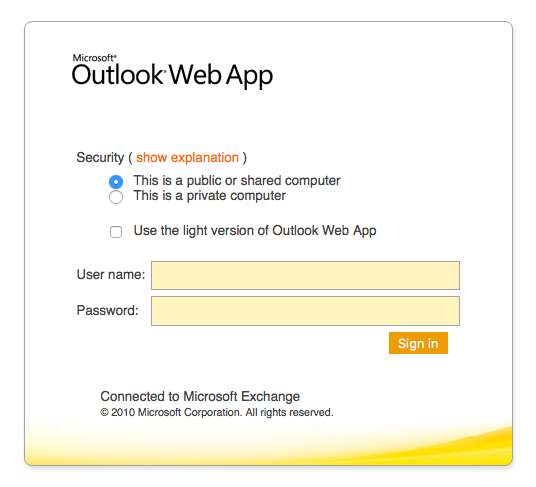 Microsoft®
Outlook® Web App
Security ( show explanation )
This is a public or shared computer
This is a private computer
Use the light version of Outlook Web App
User name:
Password:
Sign in
Connected to Microsoft Exchange
© 2010 Microsoft Corporation. All rights reserved.